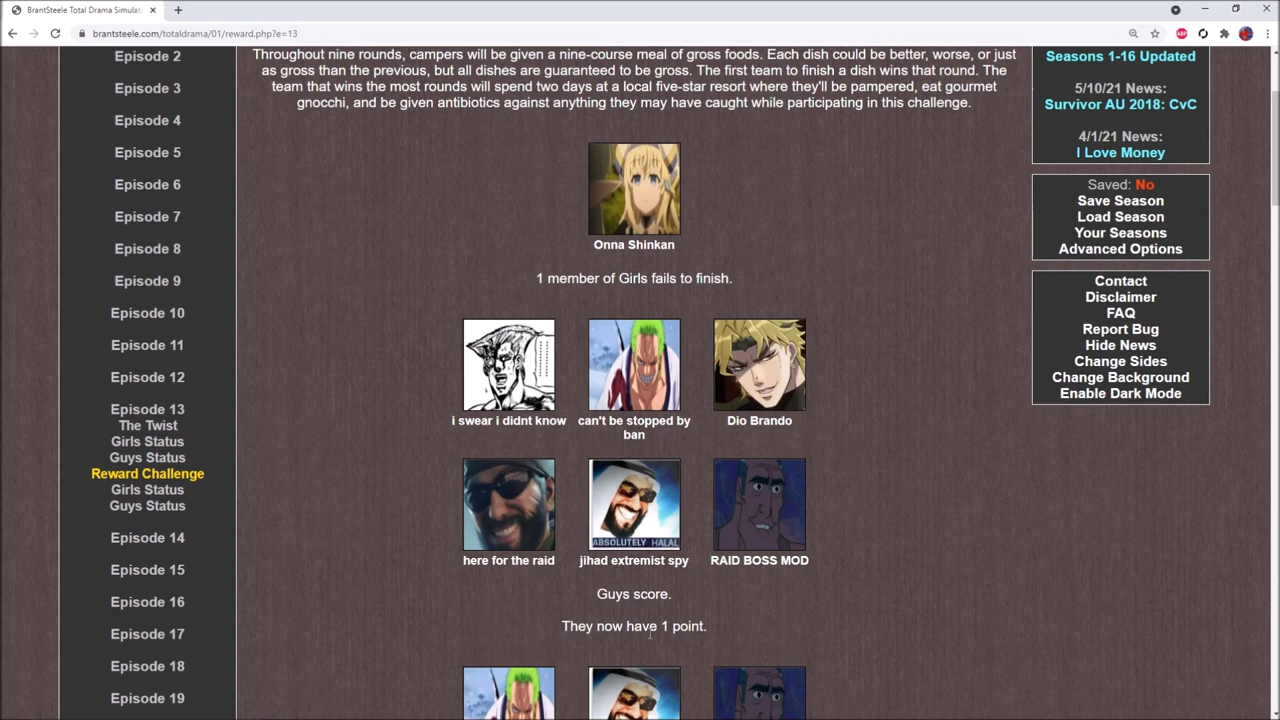 BrantSteele Total Drama Simulat
brantsteele.com/totaldrama/01/reward.php?e=13
Episode 2
Episode 3
Episode 4
Episode 5
Episode 6
Episode 7
Episode 8
Episode 9
Episode 10
Episode 11
Episode 12
Episode 13
The Twist
Girls Status
Guys Status
Reward Challenge
Girls Status
Guys Status
Episode 14
Episode 15
Episode 16
Episode 17
Episode 18
Episode 19
Throughout nine rounds, campers will be given a nine-course meal of gross foods. Each dish could be better, worse, or just
as gross than the previous, but all dishes are guaranteed to be gross. The first team to finish a dish wins that round. The
team that wins the most rounds will spend two days at a local five-star resort where they'll be pampered, eat gourmet
gnocchi, and be given antibiotics against anything they may have caught while participating in this challenge.
Onna Shinkan
1 member of Girls fails to finish.
i swear i didnt know
can't be stopped by
ban
Dio Brando
ABSOLUTELY HALAL
here for the raid
jihad extremist spy
RAID BOSS MOD
Guys score.
They now have 1 point.
Seasons 1-16 Updated
5/10/21 News:
Survivor AU 2018: CvC
4/1/21 News:
I Love Money
Saved: No
Save Season
Load Season
Your Seasons
Advanced Options
Contact
Disclaimer
FAQ
Report Bug
Hide News
Change Sides
Change Background
Enable Dark Mode